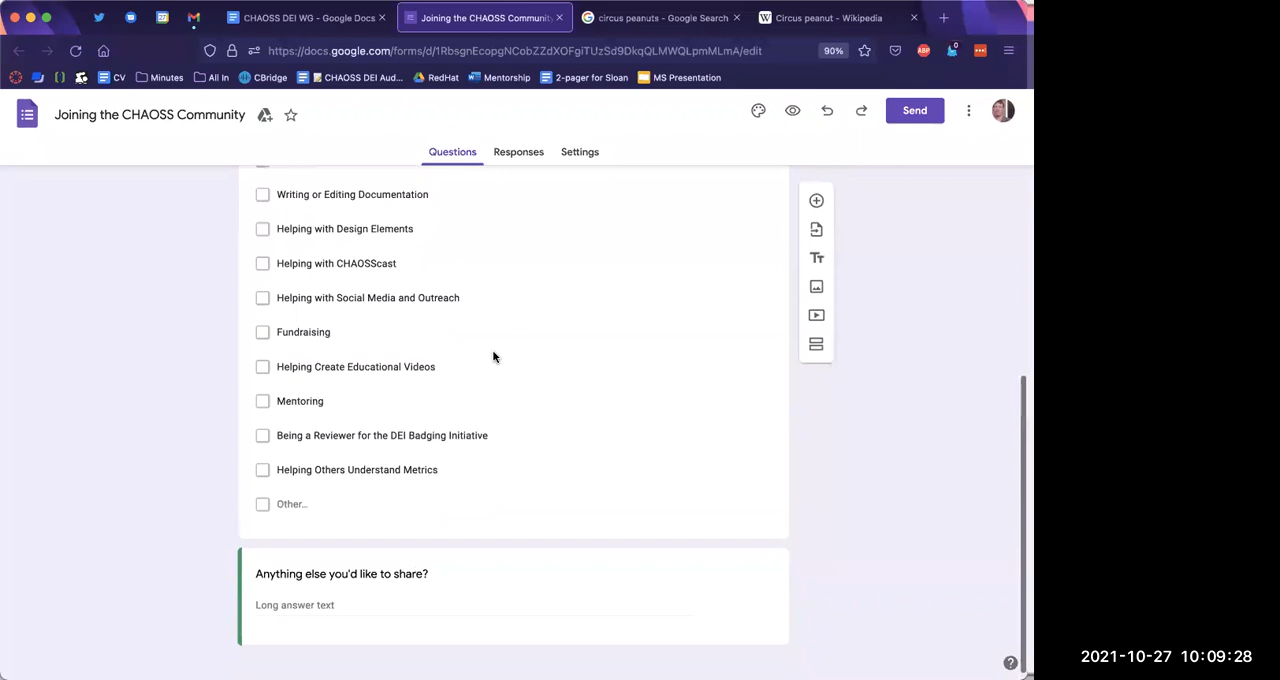 CHAOSS DEI WG - Google Docs
Joining the CHAOSS Community
circus peanuts - Google Search
Circus peanut - Wikipedia
https://docs.google.com/forms/d/1RbsgnEcopgNCobZZdXOFgiTUzSd9DkqQLMWQLpmMLmA/edit
90%
CV
Minutes
All In
CBridge
CHAOSS DEI Aud...
RedHat
Mentorship
2-pager for Sloan
MS Presentation
Joining the CHAOSS Community
Send
Questions
Responses
Settings
Writing or Editing Documentation
Helping with Design Elements
Helping with CHAOSScast
Helping with Social Media and Outreach
Fundraising
Helping Create Educational Videos
Mentoring
Being a Reviewer for the DEI Badging Initiative
Helping Others Understand Metrics
Other...
Anything else you'd like to share?
Long answer text
2021-10-27 10:09:28